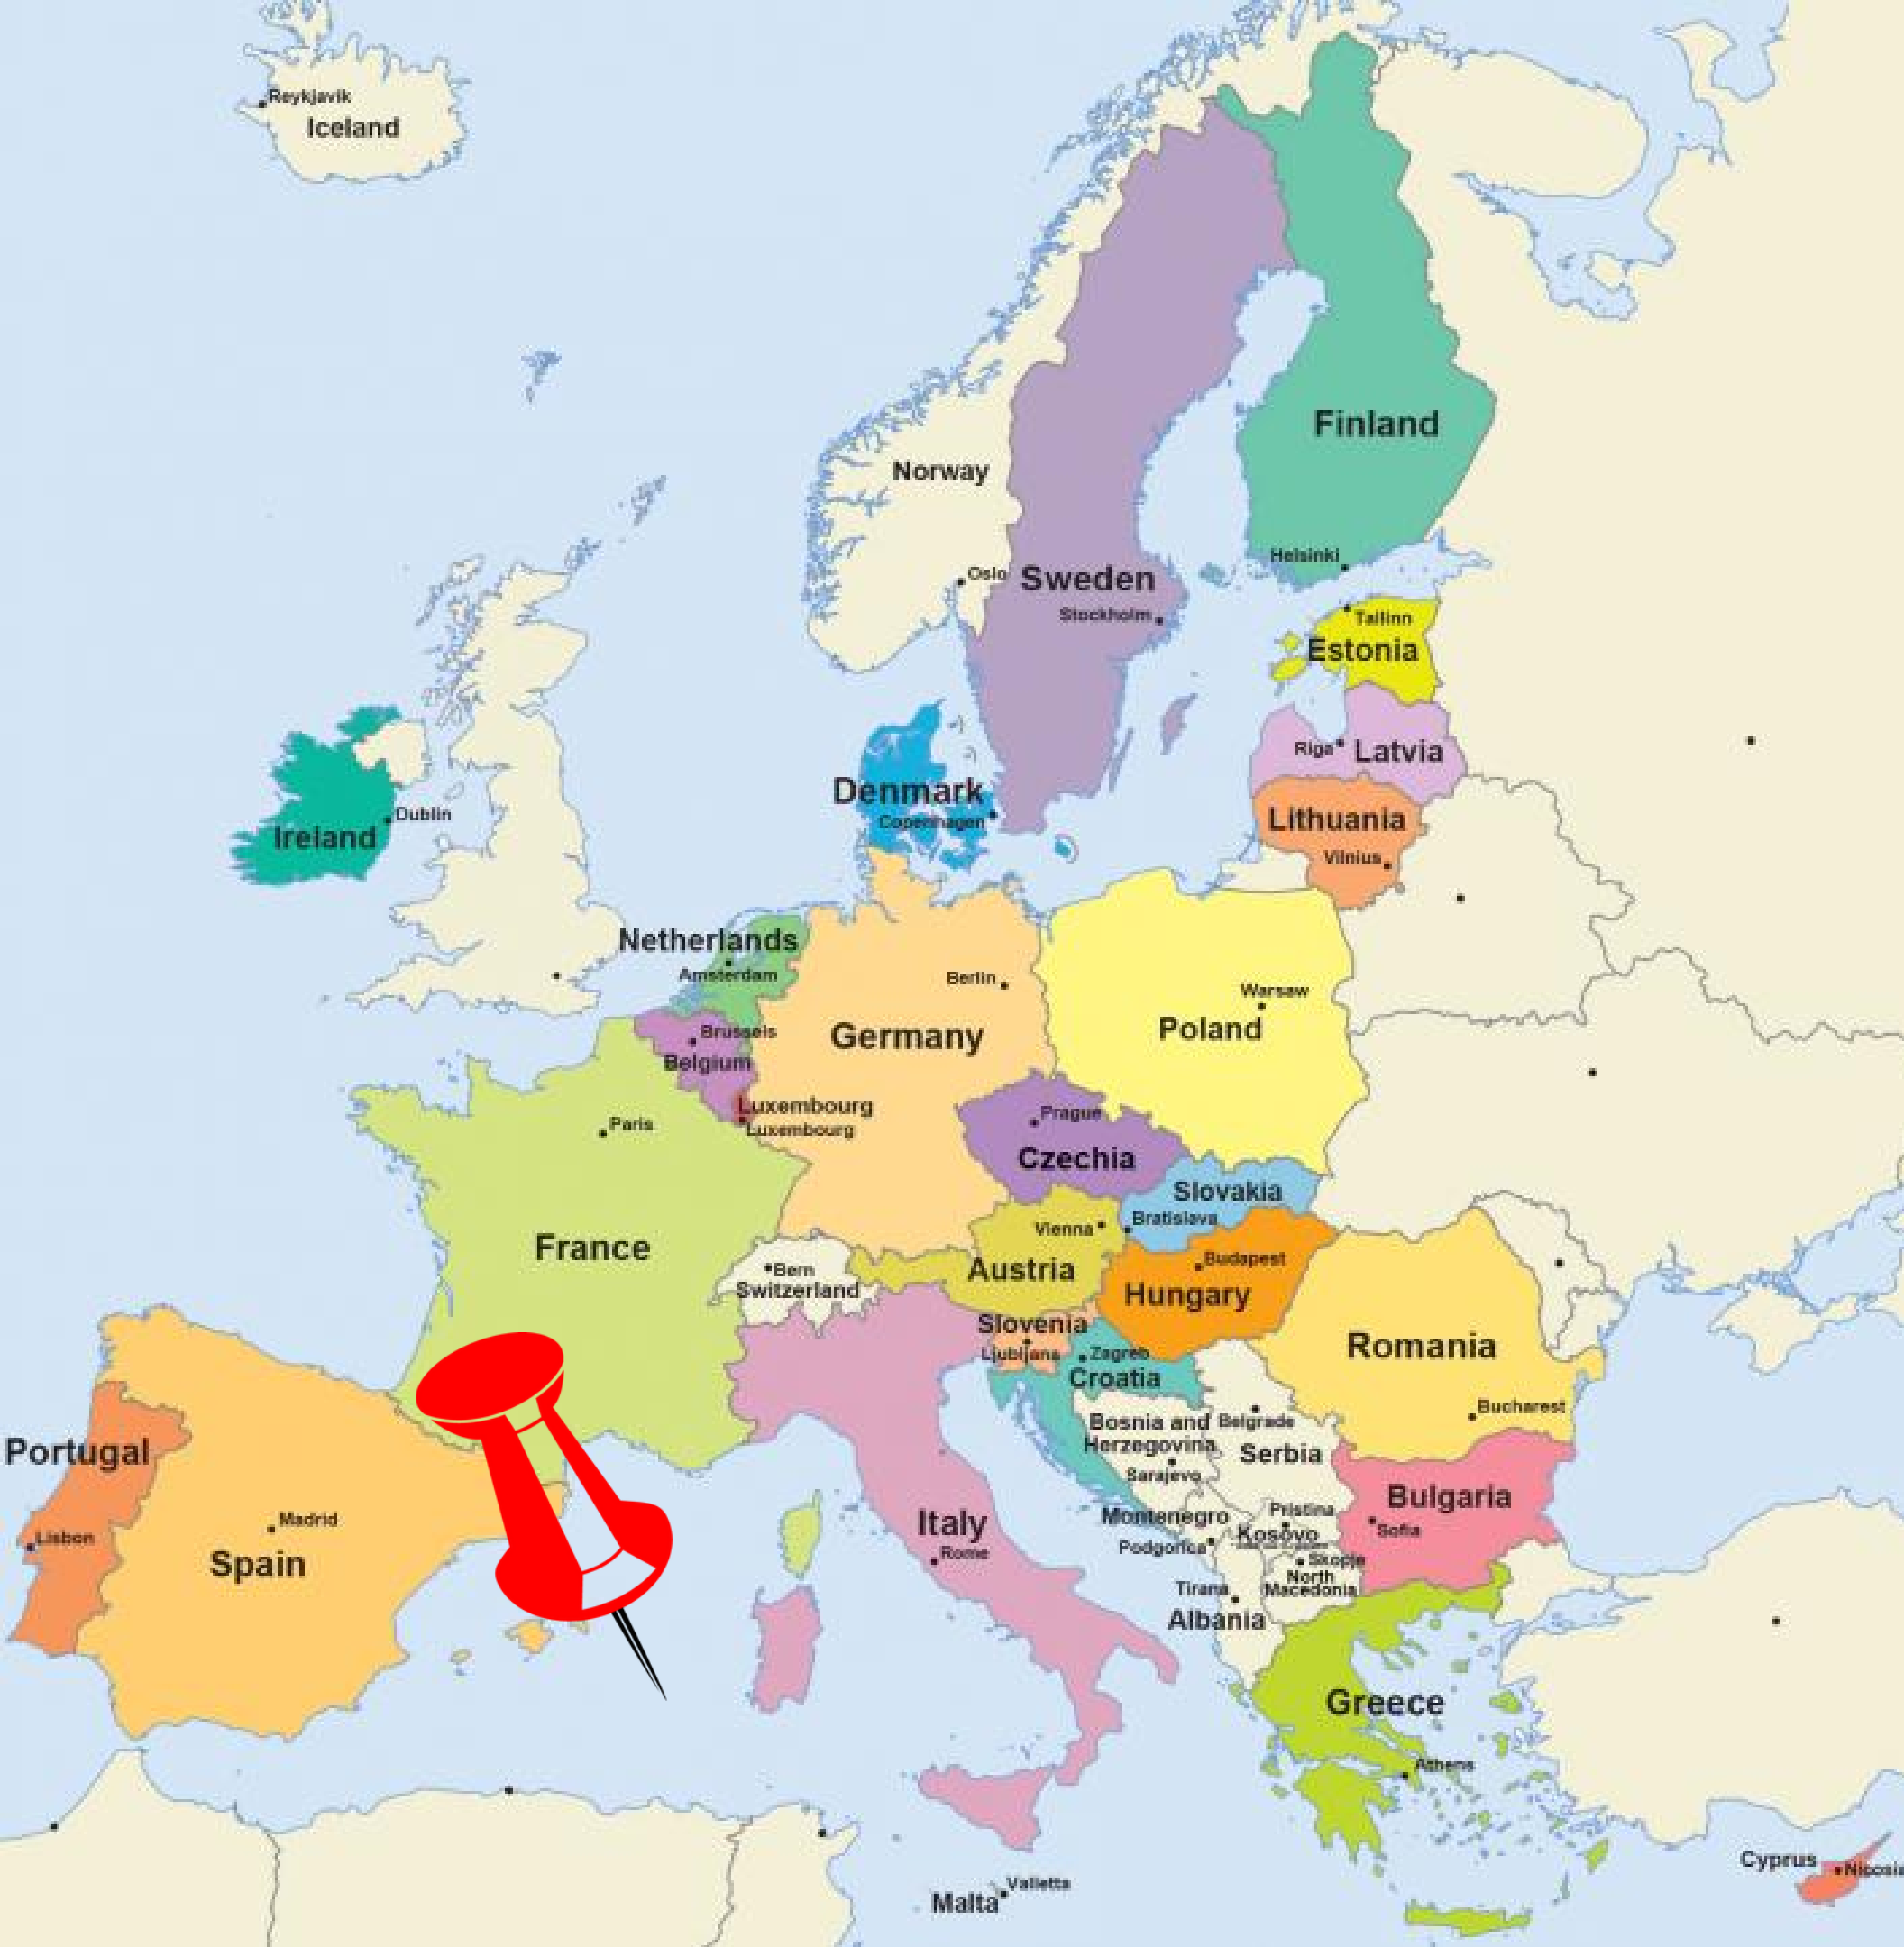 Reykjavik
Iceland
Finland
Norway
Helsinki
Oslo
Sweden
Stockholm
Tallinn
Estonia
Riga
Latvia
Denmark
Copenhagen
Dublin
Ireland
Lithuania
Vilnius
Netherlands
Amsterdam
Berlin
Warsaw
Poland
Germany
Brussels
Belgium
Luxembourg
Luxembourg
Paris
Prague
Czechia
Slovakia
Bratislava
Vienna
France
Austria
Budapest
Hungary
Bern
Switzerland
Slovenia
Ljubljana
Zagreb
Croatia
Romania
Bucharest
Bosnia and
Herzegovina
Sarajevo
Belgrade
Serbia
Portugal
Lisbon
Madrid
Spain
Italy
Rome
Montenegro
Podgorica
Pristina
Kosovo
Bulgaria
Sofia
Skopje
North
Macedonia
Tirana
Albania
Greece
Athens
Valletta
Malta
Cyprus
Nicosia